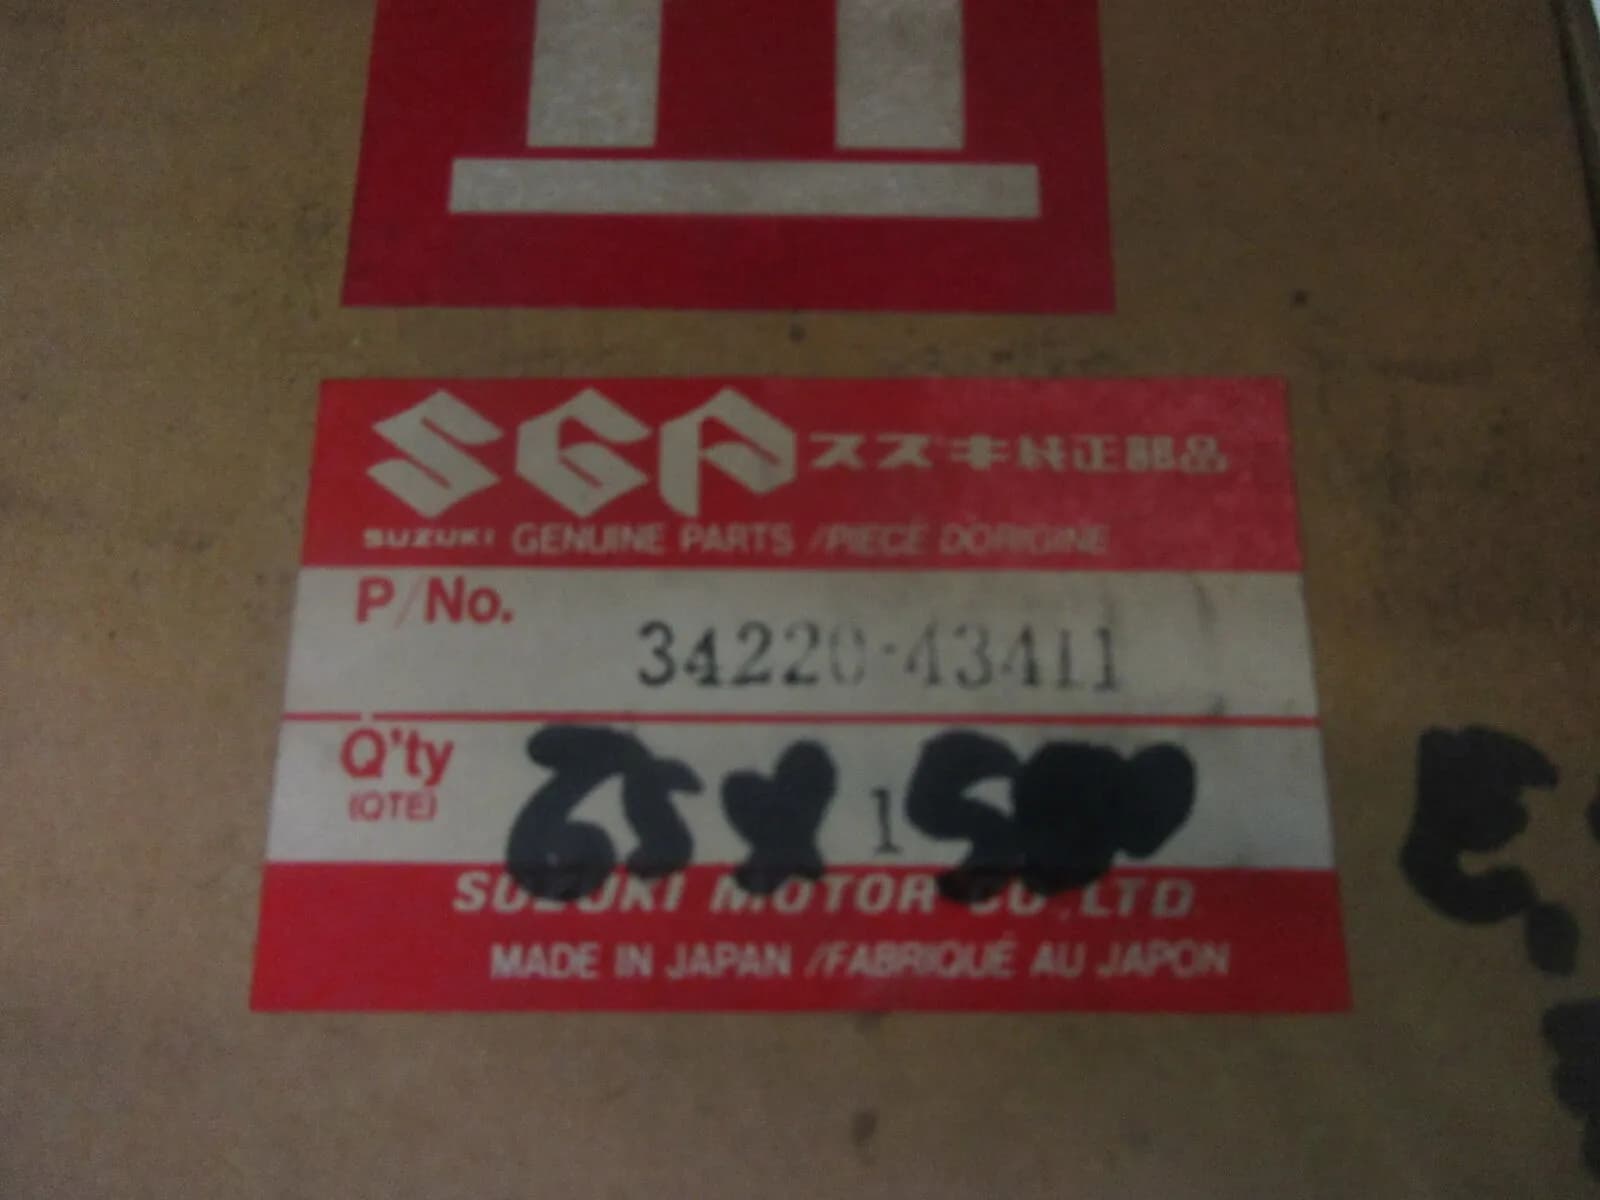 SGP スズキ純正部品
SUZUKI GENUINE PARTS / PIECE D'ORIGINE
P/No.
34220-43411
Q'ty
(QTE)
1
SUZUKI MOTOR CO.,LTD.
MADE IN JAPAN / FABRIQUÉ AU JAPON